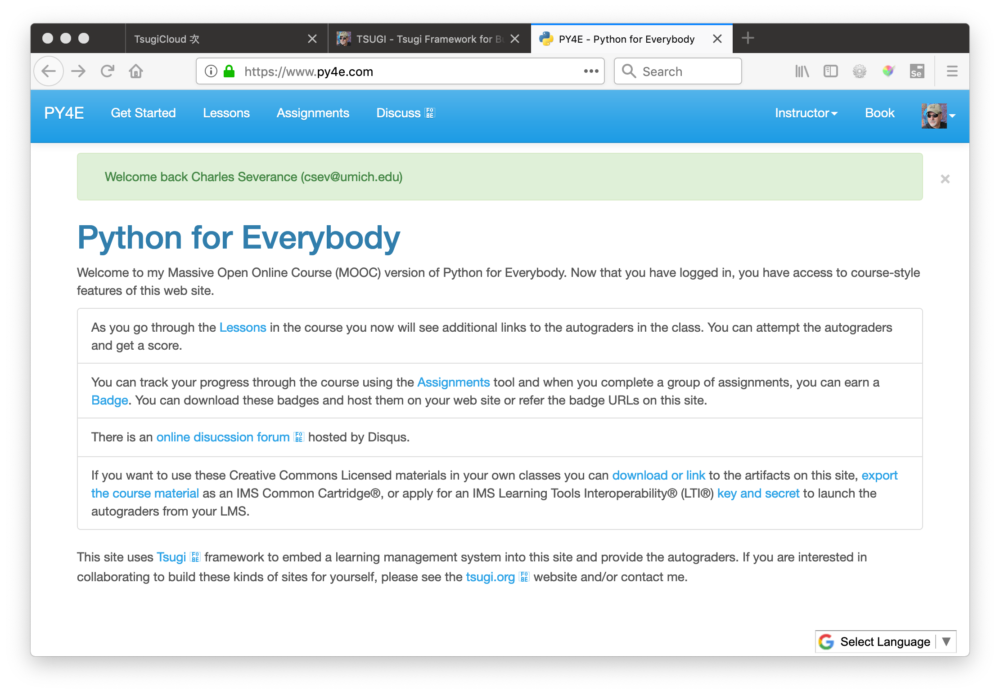 TsugiCloud 次
TSUGI - Tsugi Framework for Bu
PY4E - Python for Everybody
https://www.py4e.com
Search
Se
PY4E
Get Started
Lessons
Assignments
Discuss
Instructor
Book
Welcome back Charles Severance (csev@umich.edu)
Python for Everybody
Welcome to my Massive Open Online Course (MOOC) version of Python for Everybody. Now that you have logged in, you have access to course-style
features of this web site.
As you go through the Lessons in the course you now will see additional links to the autograders in the class. You can attempt the autograders
and get a score.
You can track your progress through the course using the Assignments tool and when you complete a group of assignments, you can earn a
Badge. You can download these badges and host them on your web site or refer the badge URLs on this site.
There is an online disucssion forum hosted by Disqus.
If you want to use these Creative Commons Licensed materials in your own classes you can download or link to the artifacts on this site, export
the course material as an IMS Common Cartridge®, or apply for an IMS Learning Tools Interoperability® (LTI®) key and secret to launch the
autograders from your LMS.
This site uses Tsugi framework to embed a learning management system into this site and provide the autograders. If you are interested in
collaborating to build these kinds of sites for yourself, please see the tsugi.org website and/or contact me.
Select Language